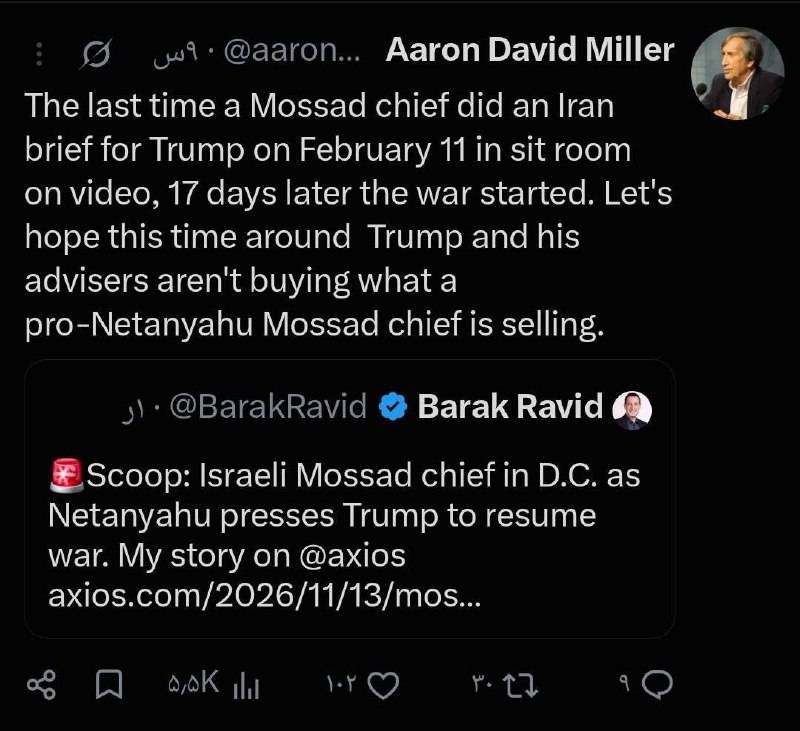 Aaron David Miller @aaron... · ۹س
The last time a Mossad chief did an Iran
brief for Trump on February 11 in sit room
on video, 17 days later the war started. Let's
hope this time around  Trump and his
advisers aren't buying what a
pro-Netanyahu Mossad chief is selling.
Barak Ravid @BarakRavid · ۱ر
🚨Scoop: Israeli Mossad chief in D.C. as
Netanyahu presses Trump to resume
war. My story on @axios
axios.com/2026/11/13/mos...
۹ ۳۰ ۱۰۲ ۵٫۵K